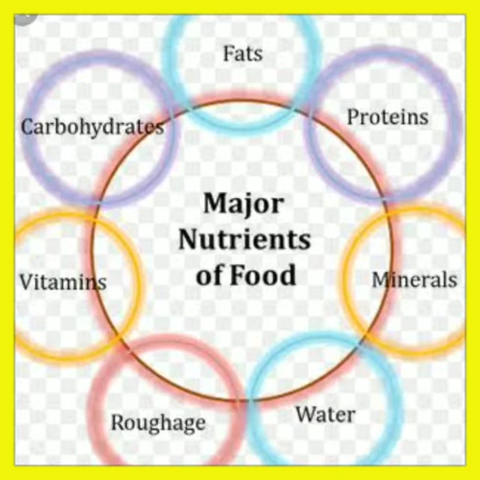 Fats
Carbohydrates
Proteins
Major
Nutrients
of Food
Vitamins
Minerals
Roughage
Water